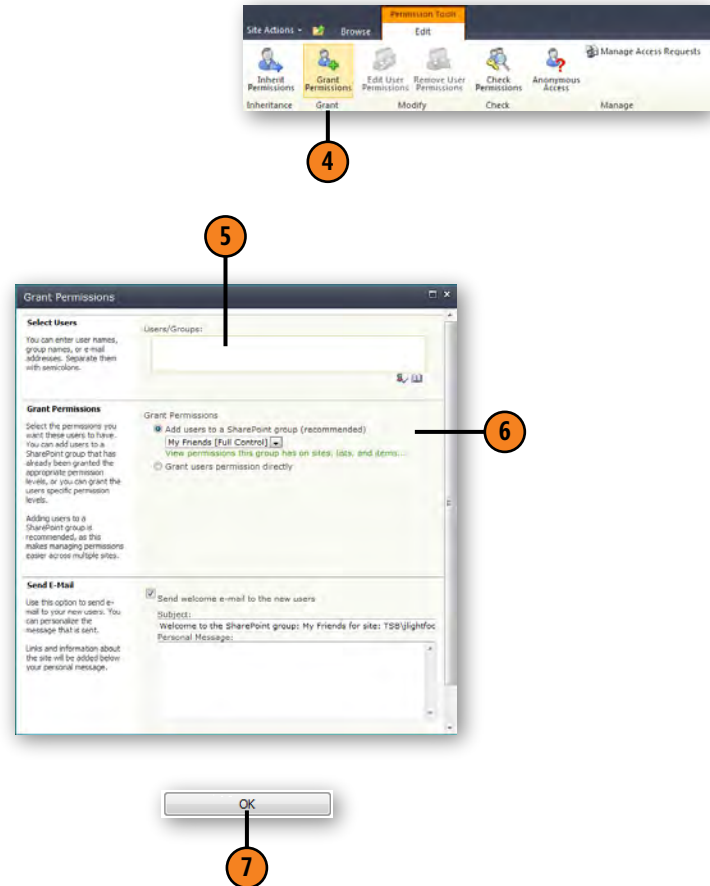 Permission Tools
Site Actions
Browse
Edit
Inherit Permissions
Grant Permissions
Edit User Permissions
Remove User Permissions
Check Permissions
Anonymous Access
Manage Access Requests
Inheritance
Grant
Modify
Check
Manage
4
5
Grant Permissions
Select Users
You can enter user names,
group names, or e-mail
addresses. Separate them
with semicolons.
Users/Groups:
Grant Permissions
Select the permissions you
want these users to have.
You can add users to a
SharePoint group that has
already been granted the
appropriate permission
levels, or you can grant the
users specific permission
levels.
Adding users to a
SharePoint group is
recommended, as this
makes managing permissions
easier across multiple sites.
Grant Permissions
Add users to a SharePoint group (recommended)
My Friends [Full Control]
View permissions this group has on sites, lists, and items...
Grant users permission directly
6
Send E-Mail
Use this option to send e-
mail to your new users. You
can personalize the
message that is sent.
Links and information about
the site will be added below
your personal message.
Send welcome e-mail to the new users
Subject:
Welcome to the SharePoint group: My Friends for site: TSB\jlightfoc
Personal Message:
OK
7